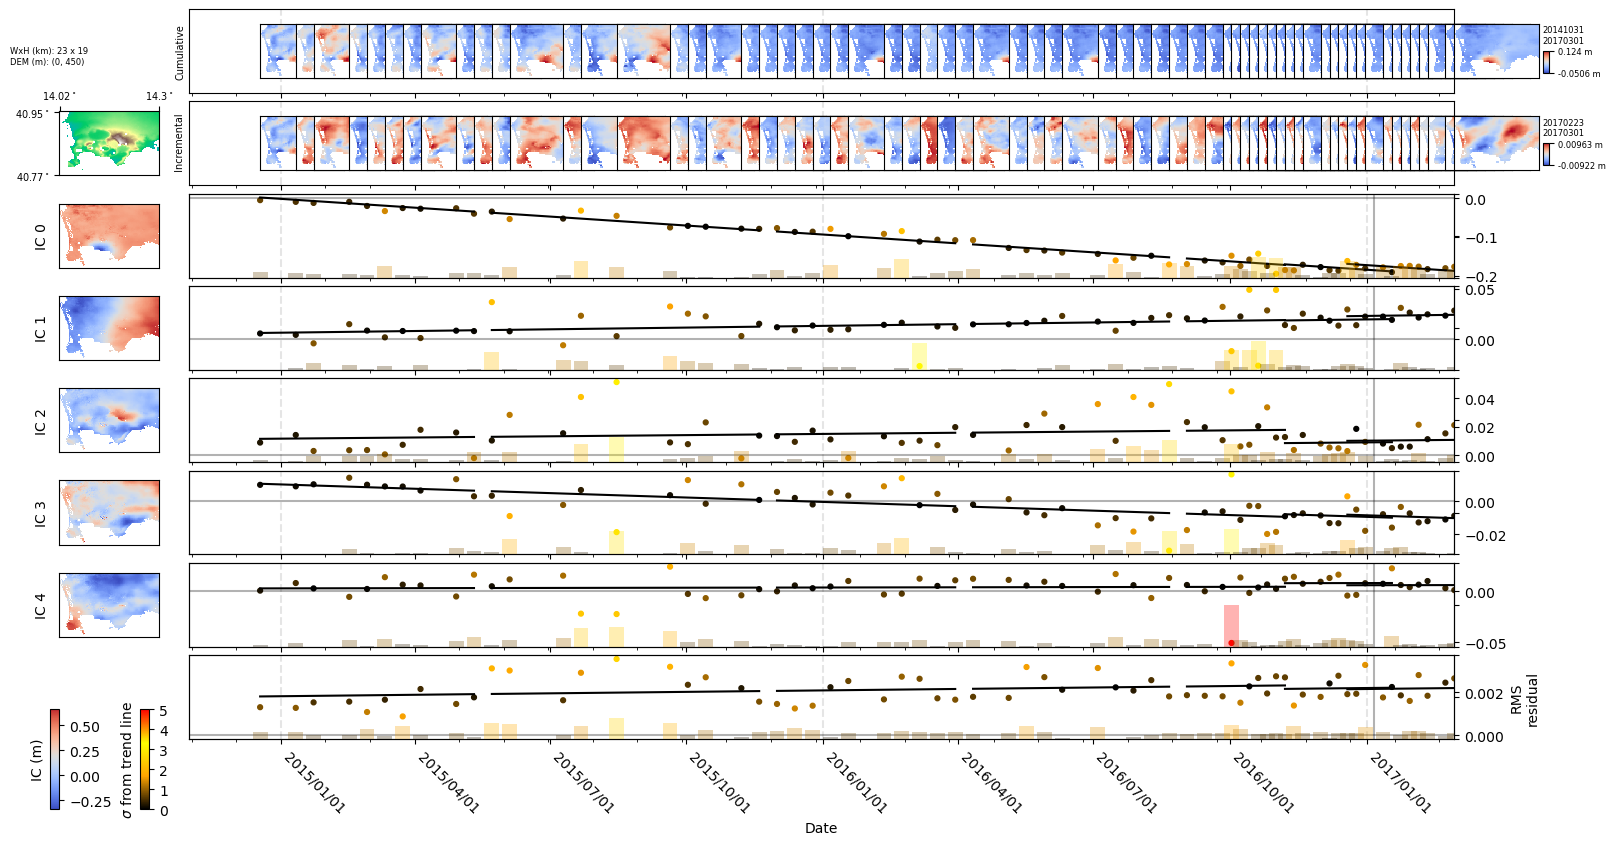 WxH (km): 23 x 19
DEM (m): (0, 450)
14.02°
14.3°
40.95°
40.77°
Cumulative
20141031
20170301
0.124 m
-0.0506 m
Incremental
20170223
20170301
0.00963 m
-0.00922 m
IC 0
0.0
−0.1
−0.2
IC 1
0.05
0.00
IC 2
0.04
0.02
0.00
IC 3
0.00
−0.02
IC 4
0.00
−0.05
0.002
0.000
RMS
residual
IC (m)
0.50
0.25
0.00
−0.25
σ from trend line
5
4
3
2
1
0
2015/01/01
2015/04/01
2015/07/01
2015/10/01
2016/01/01
2016/04/01
2016/07/01
2016/10/01
2017/01/01
Date